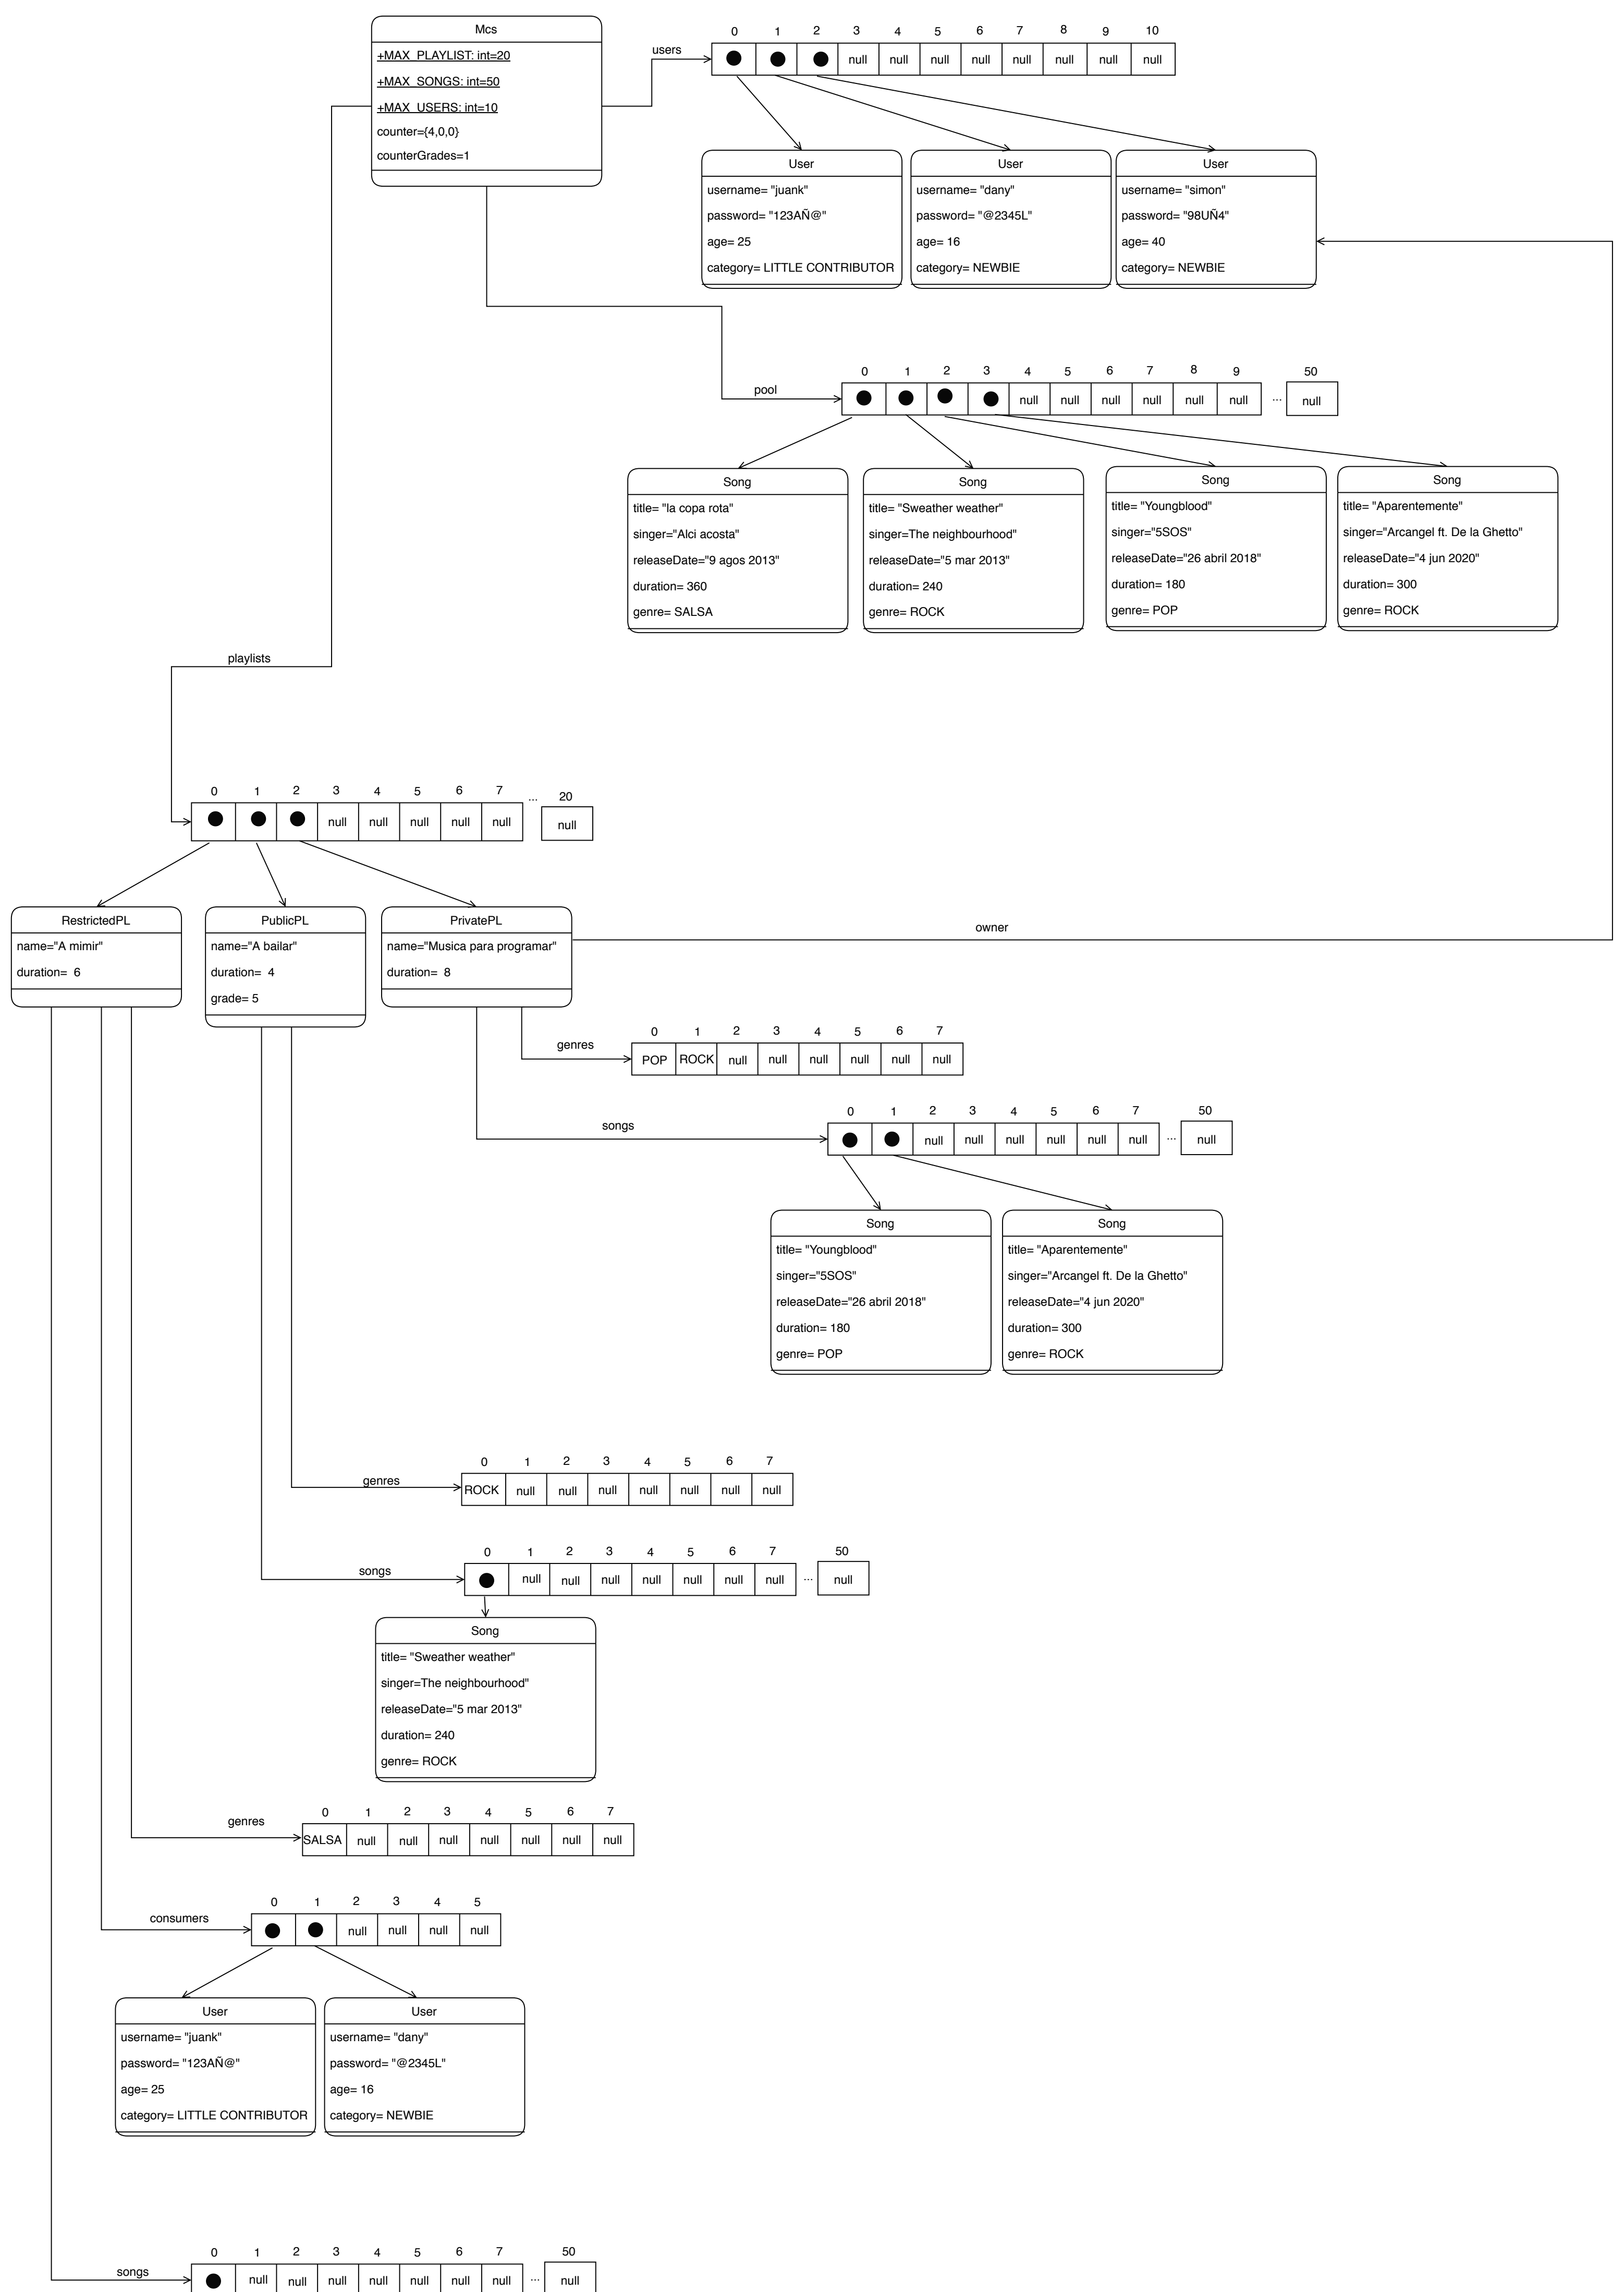 Mcs
+MAX_PLAYLIST: int=20
+MAX_SONGS: int=50
+MAX_USERS: int=10
counter={4,0,0}
counterGrades=1
users
0 1 2 3 4 5 6 7 8 9 10
null null null null null null null null
User
username= "juank"
password= "123AÑ@"
age= 25
category= LITTLE CONTRIBUTOR
User
username= "dany"
password= "@2345L"
age= 16
category= NEWBIE
User
username= "simon"
password= "98UÑ4"
age= 40
category= NEWBIE
pool
0 1 2 3 4 5 6 7 8 9 ... 50
null null null null null null null
Song
title= "la copa rota"
singer="Alci acosta"
releaseDate="9 agos 2013"
duration= 360
genre= SALSA
Song
title= "Sweather weather"
singer=The neighbourhood"
releaseDate="5 mar 2013"
duration= 240
genre= ROCK
Song
title= "Youngblood"
singer="5SOS"
releaseDate="26 abril 2018"
duration= 180
genre= POP
Song
title= "Aparentemente"
singer="Arcangel ft. De la Ghetto"
releaseDate="4 jun 2020"
duration= 300
genre= ROCK
playlists
0 1 2 3 4 5 6 7 ... 20
null null null null null null
RestrictedPL
name="A mimir"
duration= 6
PublicPL
name="A bailar"
duration= 4
grade= 5
PrivatePL
name="Musica para programar"
duration= 8
owner
genres
0 1 2 3 4 5 6 7
POP ROCK null null null null null null
songs
0 1 2 3 4 5 6 7 ... 50
null null null null null null null
Song
title= "Youngblood"
singer="5SOS"
releaseDate="26 abril 2018"
duration= 180
genre= POP
Song
title= "Aparentemente"
singer="Arcangel ft. De la Ghetto"
releaseDate="4 jun 2020"
duration= 300
genre= ROCK
genres
0 1 2 3 4 5 6 7
ROCK null null null null null null null
songs
0 1 2 3 4 5 6 7 ... 50
null null null null null null null null
Song
title= "Sweather weather"
singer=The neighbourhood"
releaseDate="5 mar 2013"
duration= 240
genre= ROCK
genres
0 1 2 3 4 5 6 7
SALSA null null null null null null null
consumers
0 1 2 3 4 5
null null null null
User
username= "juank"
password= "123AÑ@"
age= 25
category= LITTLE CONTRIBUTOR
User
username= "dany"
password= "@2345L"
age= 16
category= NEWBIE
songs
0 1 2 3 4 5 6 7 ... 50
null null null null null null null null